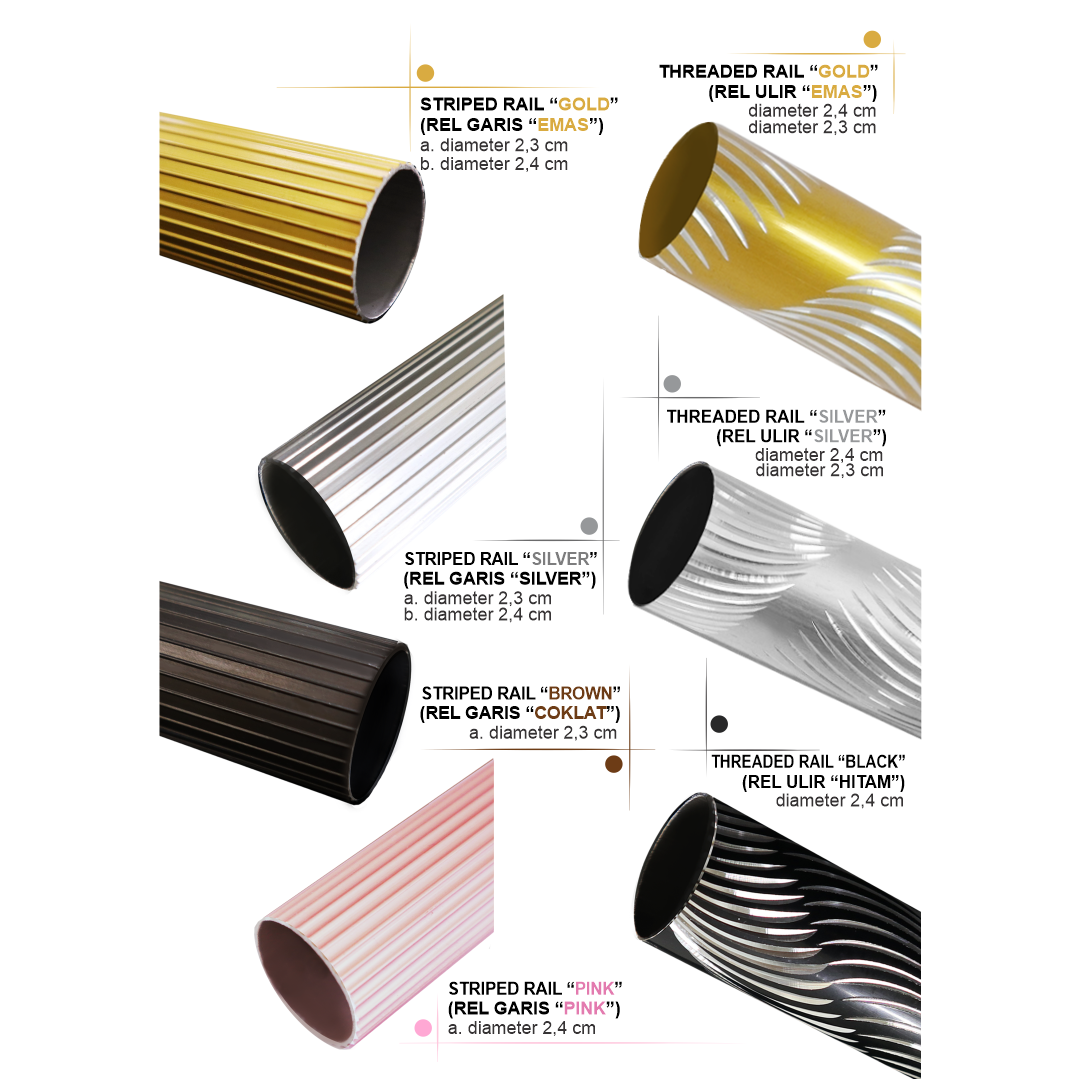 STRIPED RAIL “GOLD”
(REL GARIS “EMAS”)
a. diameter 2,3 cm
b. diameter 2,4 cm
THREADED RAIL “GOLD”
(REL ULIR “EMAS”)
diameter 2,4 cm
diameter 2,3 cm
STRIPED RAIL “SILVER”
(REL GARIS “SILVER”)
a. diameter 2,3 cm
b. diameter 2,4 cm
THREADED RAIL “SILVER”
(REL ULIR “SILVER”)
diameter 2,4 cm
diameter 2,3 cm
STRIPED RAIL “BROWN”
(REL GARIS “COKLAT”)
a. diameter 2,3 cm
THREADED RAIL “BLACK”
(REL ULIR “HITAM”)
diameter 2,4 cm
STRIPED RAIL “PINK”
(REL GARIS “PINK”)
a. diameter 2,4 cm